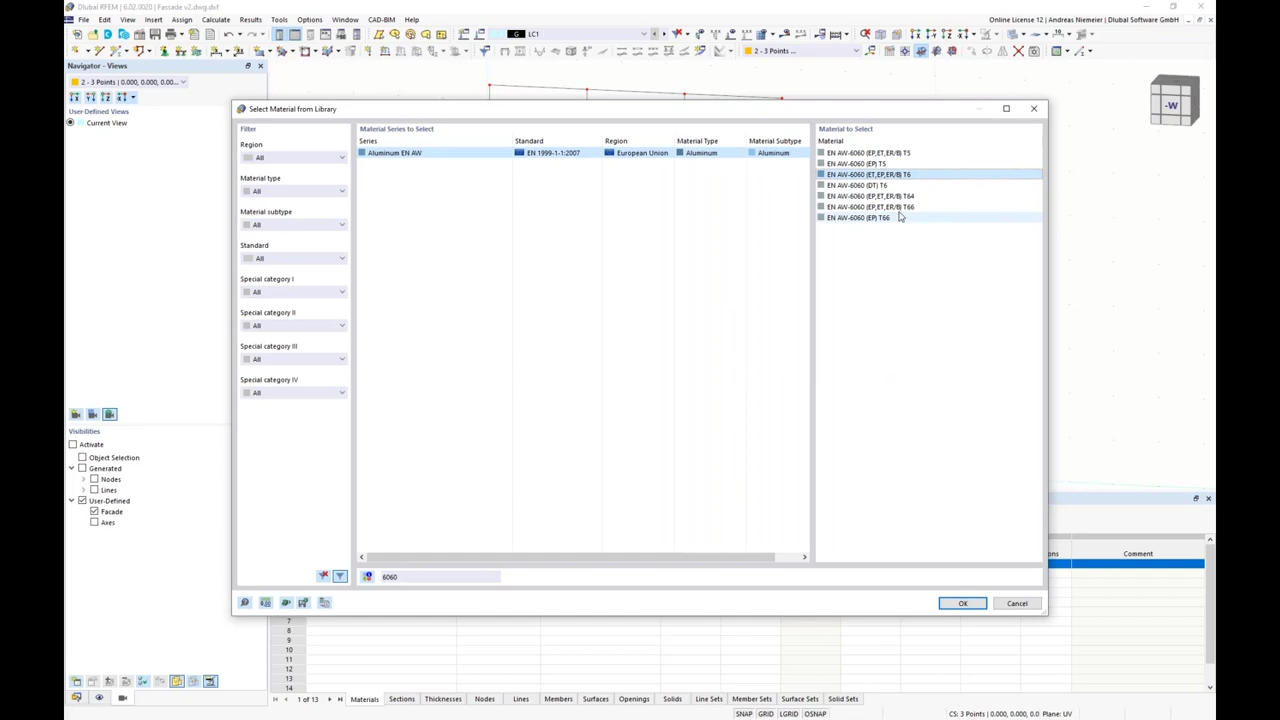 Dlubal RFEM | 6.02.0020 | Fassade v2.dwg.dxf
File Edit View Insert Assign Calculate Results Tools Options Window CAD-BIM Help
Online License 12 | Andreas Niemeier | Dlubal Software GmbH
G LC1
2 - 3 Points ...
Navigator - Views
2 - 3 Points | 0.000, 0.000, 0.00...
User-Defined Views
Current View
-W
Select Material from Library
Filter
Region
All
Material type
All
Material subtype
All
Standard
All
Special category I
All
Special category II
All
Special category III
All
Special category IV
All
Material Series to Select
Series Standard Region Material Type Material Subtype
Aluminum EN AW EN 1999-1-1:2007 European Union Aluminum Aluminum
6060
Material to Select
Material
EN AW-6060 (EP,ET,ER/B) T5
EN AW-6060 (EP) T5
EN AW-6060 (ET,EP,ER/B) T6
EN AW-6060 (DT) T6
EN AW-6060 (EP,ET,ER/B) T64
EN AW-6060 (EP,ET,ER/B) T66
EN AW-6060 (EP) T66
OK Cancel
Visibilities
Activate
Object Selection
Generated
Nodes
Lines
User-Defined
Facade
Axes
ons Comment
7
8
9
10
11
12
13
14
1 of 13 Materials Sections Thicknesses Nodes Lines Members Surfaces Openings Solids Line Sets Member Sets Surface Sets Solid Sets
SNAP GRID LGRID OSNAP CS: 3 Points | 0.000, 0.000, 0.0 Plane: UV